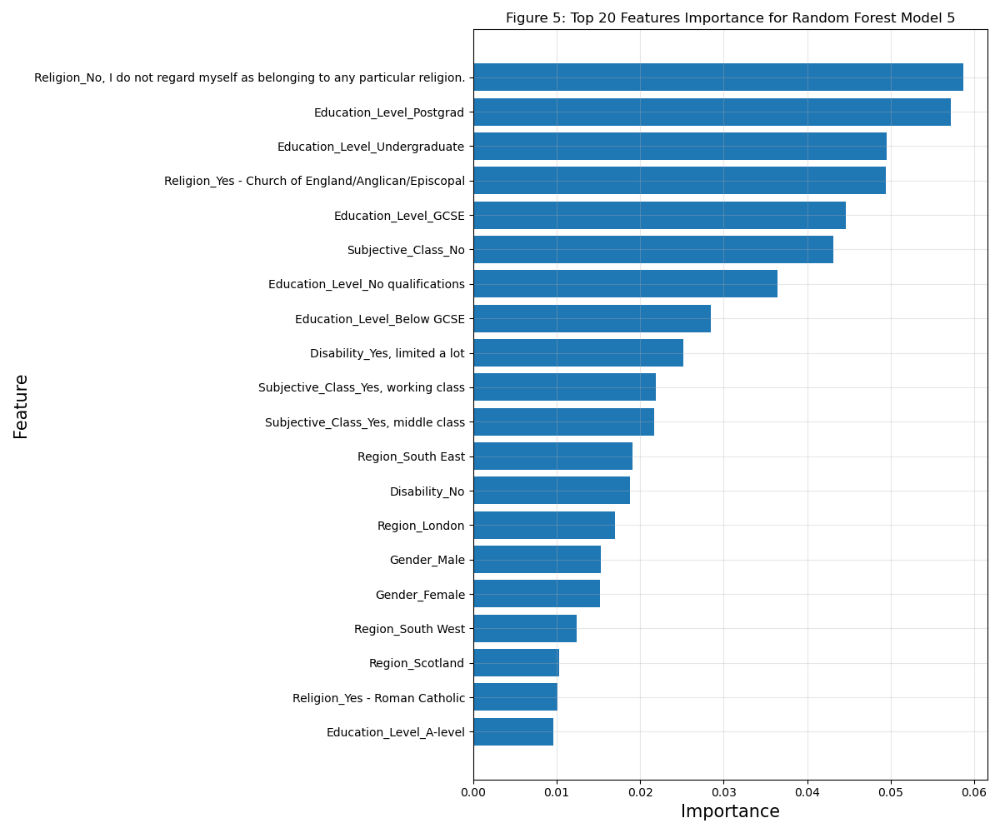 Figure 5: Top 20 Features Importance for Random Forest Model 5
Religion_No, I do not regard myself as belonging to any particular religion.
Education_Level_Postgrad
Education_Level_Undergraduate
Religion_Yes - Church of England/Anglican/Episcopal
Education_Level_GCSE
Subjective_Class_No
Education_Level_No qualifications
Education_Level_Below GCSE
Disability_Yes, limited a lot
Subjective_Class_Yes, working class
Subjective_Class_Yes, middle class
Region_South East
Disability_No
Region_London
Gender_Male
Gender_Female
Region_South West
Region_Scotland
Religion_Yes - Roman Catholic
Education_Level_A-level
Feature
0.00 0.01 0.02 0.03 0.04 0.05 0.06
Importance